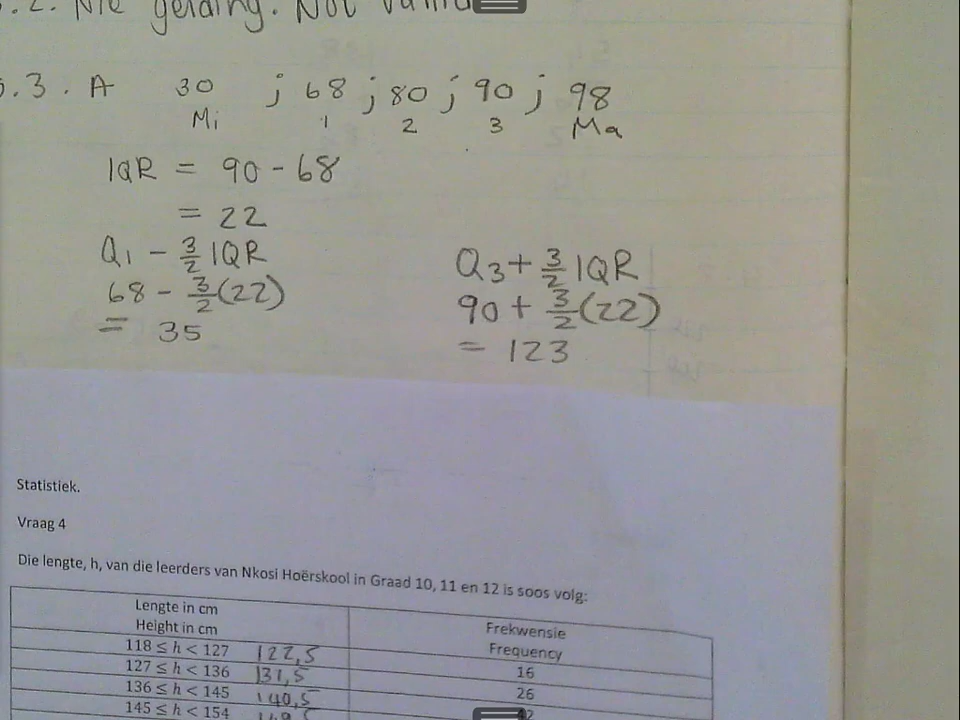 .2. Nie gelding. Not Valid
.3. A 30 ; 68 ; 80 ; 90 ; 98
Mi 1 2 3 Ma
IQR = 90 - 68
= 22
Q1 - 3/2 IQR
68 - 3/2 (22)
= 35
Q3 + 3/2 IQR
90 + 3/2 (22)
= 123
Statistiek.
Vraag 4
Die lengte, h, van die leerders van Nkosi Hoërskool in Graad 10, 11 en 12 is soos volg:
Lengte in cm
Height in cm
Frekwensie
Frequency
118 ≤ h < 127 122,5 16
127 ≤ h < 136 131,5 26
136 ≤ h < 145 140,5 42
145 ≤ h < 154 149,5